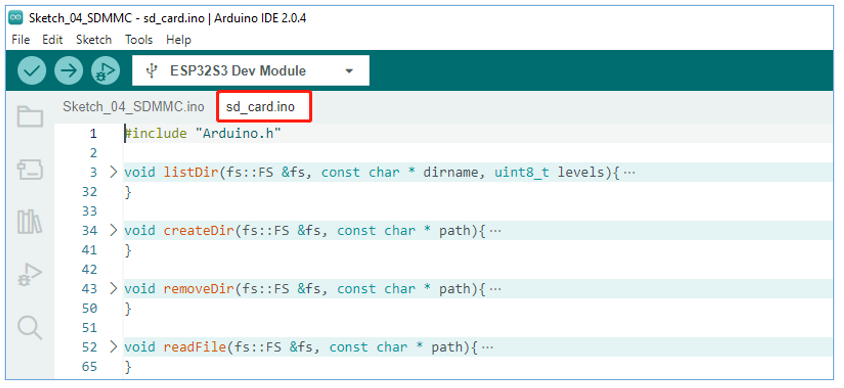 Sketch_04_SDMMC - sd_card.ino | Arduino IDE 2.0.4
File Edit Sketch Tools Help
ESP32S3 Dev Module
Sketch_04_SDMMC.ino sd_card.ino
1 #include "Arduino.h"
2
3 void listDir(fs::FS &fs, const char * dirname, uint8_t levels){ ···
32 }
33
34 void createDir(fs::FS &fs, const char * path){ ···
41 }
42
43 void removeDir(fs::FS &fs, const char * path){ ···
50 }
51
52 void readFile(fs::FS &fs, const char * path){ ···
65 }